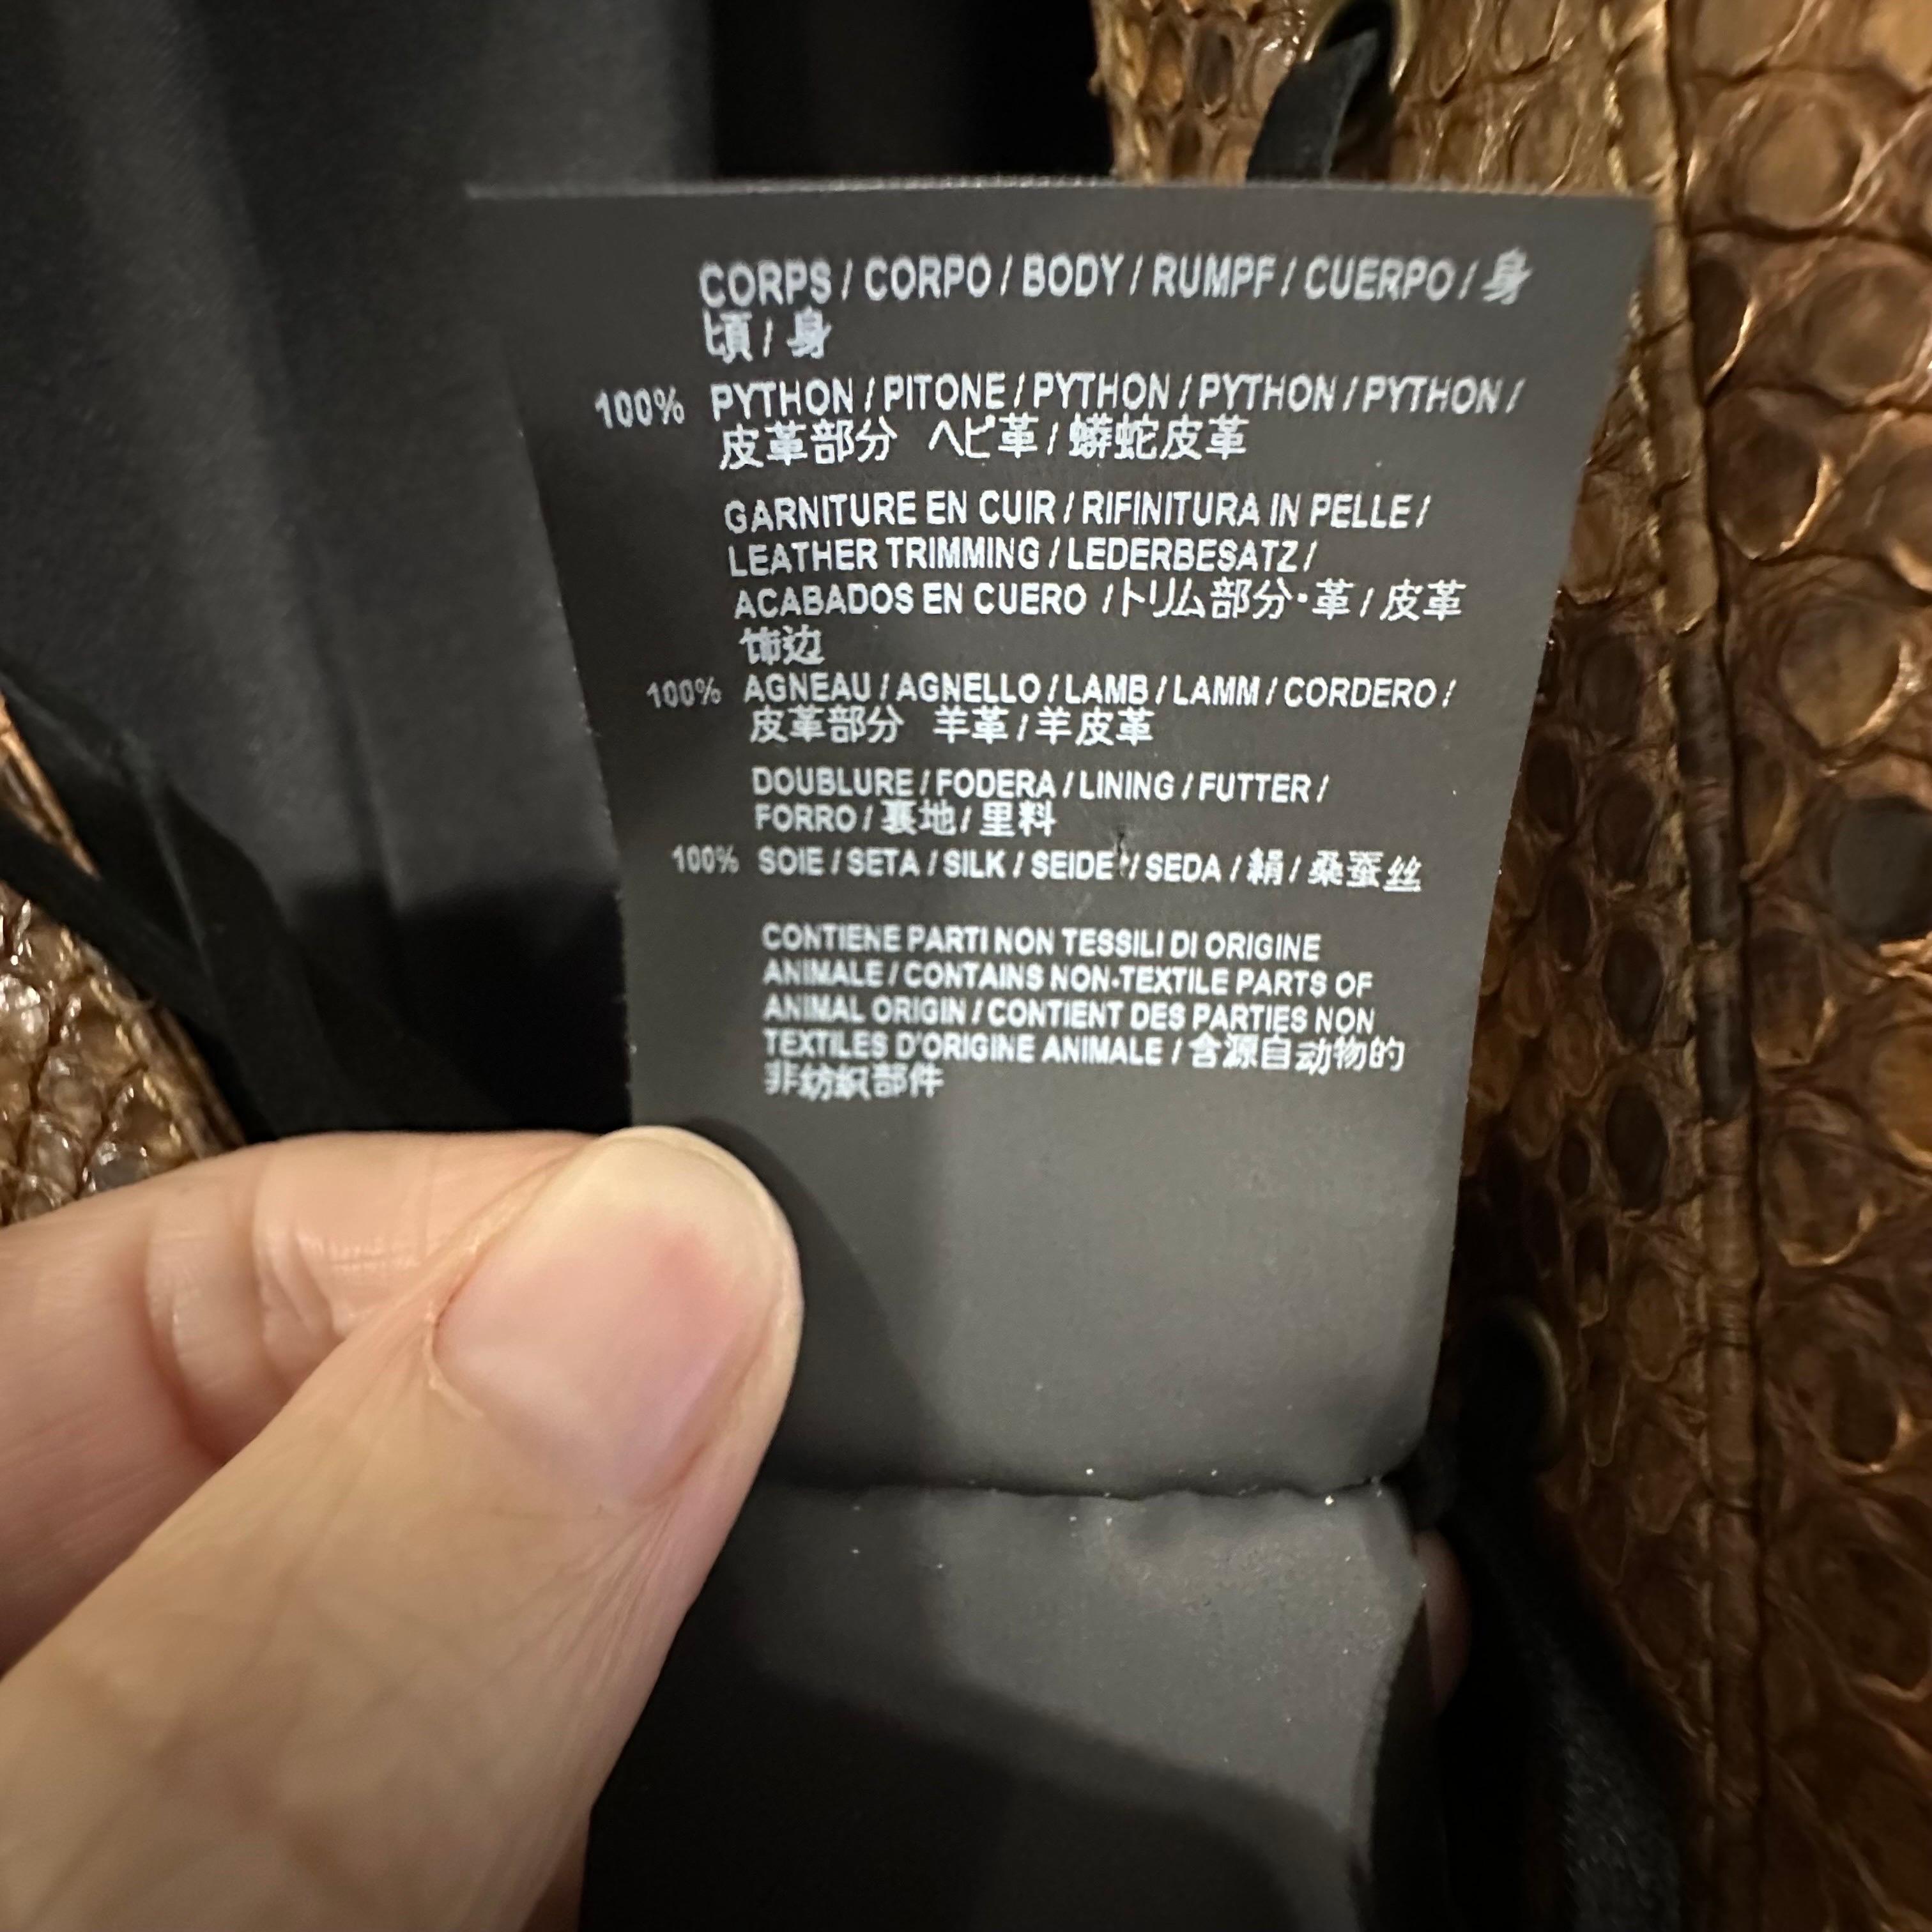 CORPS / CORPO / BODY / RUMPF / CUERPO / 身
頃 / 身
100% PYTHON / PITONE / PYTHON / PYTHON / PYTHON /
皮革部分 ヘビ革 / 蟒蛇皮革
GARNITURE EN CUIR / RIFINITURA IN PELLE /
LEATHER TRIMMING / LEDERBESATZ /
ACABADOS EN CUERO / トリム部分・革 / 皮革
饰边
100% AGNEAU / AGNELLO / LAMB / LAMM / CORDERO /
皮革部分 羊革 / 羊皮革
DOUBLURE / FODERA / LINING / FUTTER /
FORRO / 裏地 / 里料
100% SOIE / SETA / SILK / SEIDE / SEDA / 絹 / 桑蚕丝
CONTIENE PARTI NON TESSILI DI ORIGINE
ANIMALE / CONTAINS NON-TEXTILE PARTS OF
ANIMAL ORIGIN / CONTIENT DES PARTIES NON
TEXTILES D'ORIGINE ANIMALE / 含源自动物的
非纺织部件